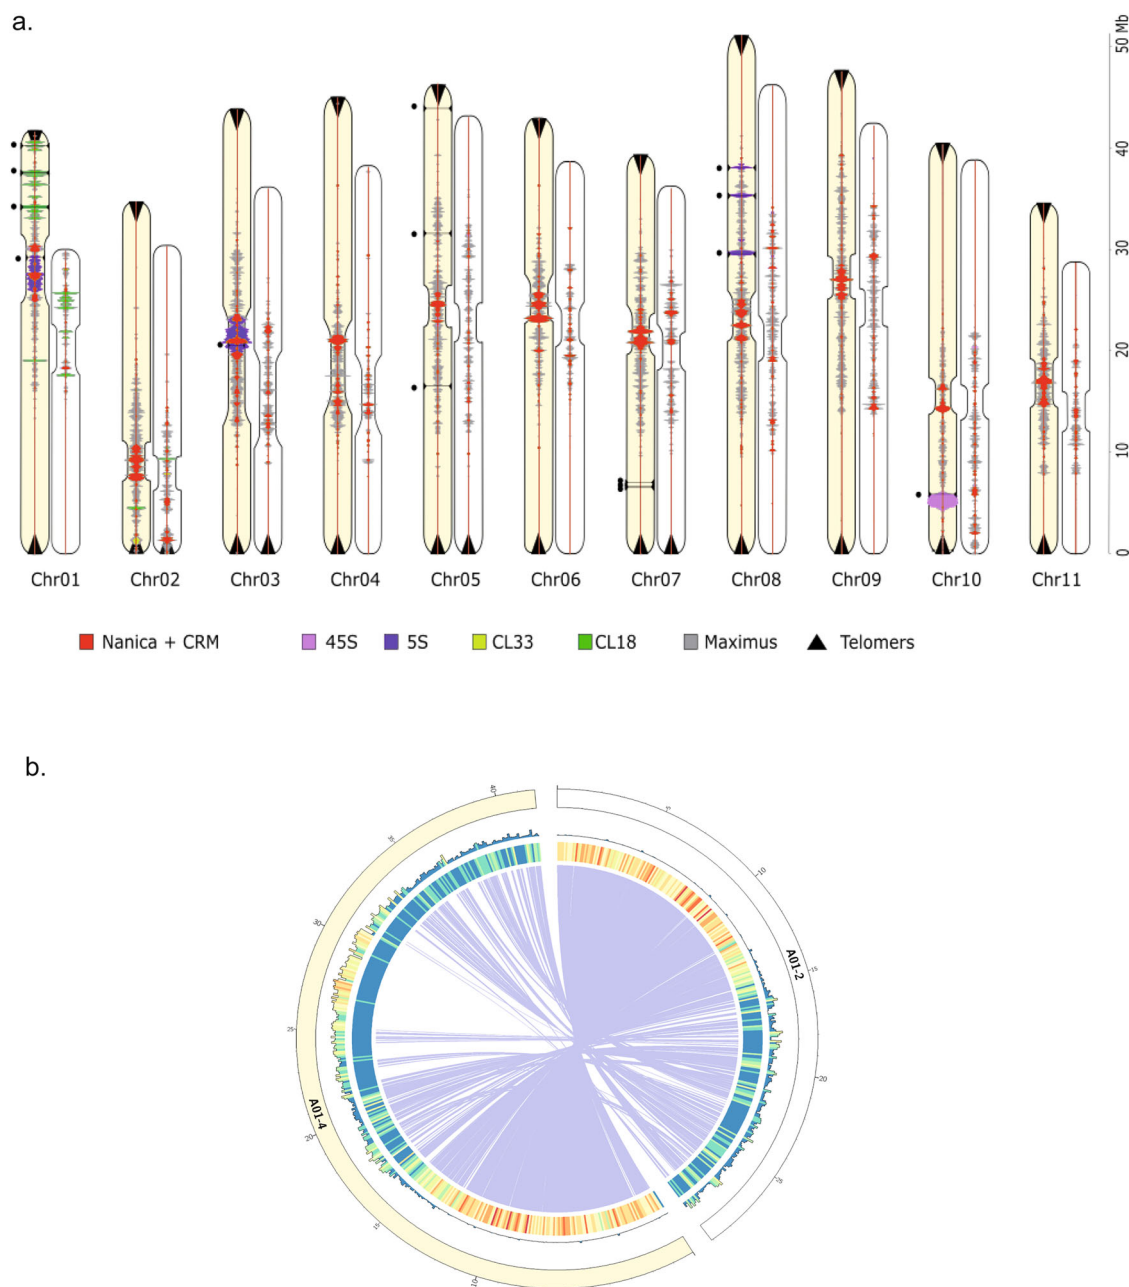 a.
50 Mb
40
30
20
10
0
Chr01 Chr02 Chr03 Chr04 Chr05 Chr06 Chr07 Chr08 Chr09 Chr10 Chr11
Nanica + CRM 45S 5S CL33 CL18 Maximus Telomers
b.
40
5
35
10
30
A01-2
15
25
20
A01-4
20
25
15
10